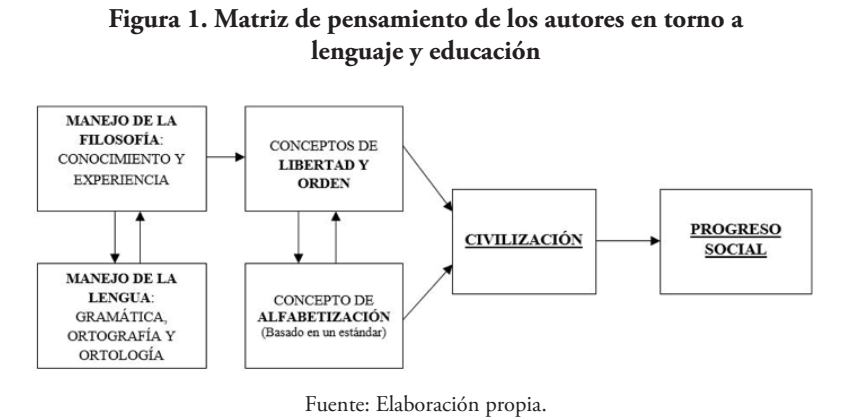 Figura 1. Matriz de pensamiento de los autores en torno a
lenguaje y educación
MANEJO DE LA
FILOSOFÍA:
CONOCIMIENTO Y
EXPERIENCIA
CONCEPTOS DE
LIBERTAD Y
ORDEN
CIVILIZACIÓN
PROGRESO
SOCIAL
MANEJO DE LA
LENGUA:
GRAMÁTICA,
ORTOGRAFÍA Y
ORTOLOGÍA
CONCEPTO DE
ALFABETIZACIÓN
(Basado en un estándar)
Fuente: Elaboración propia.